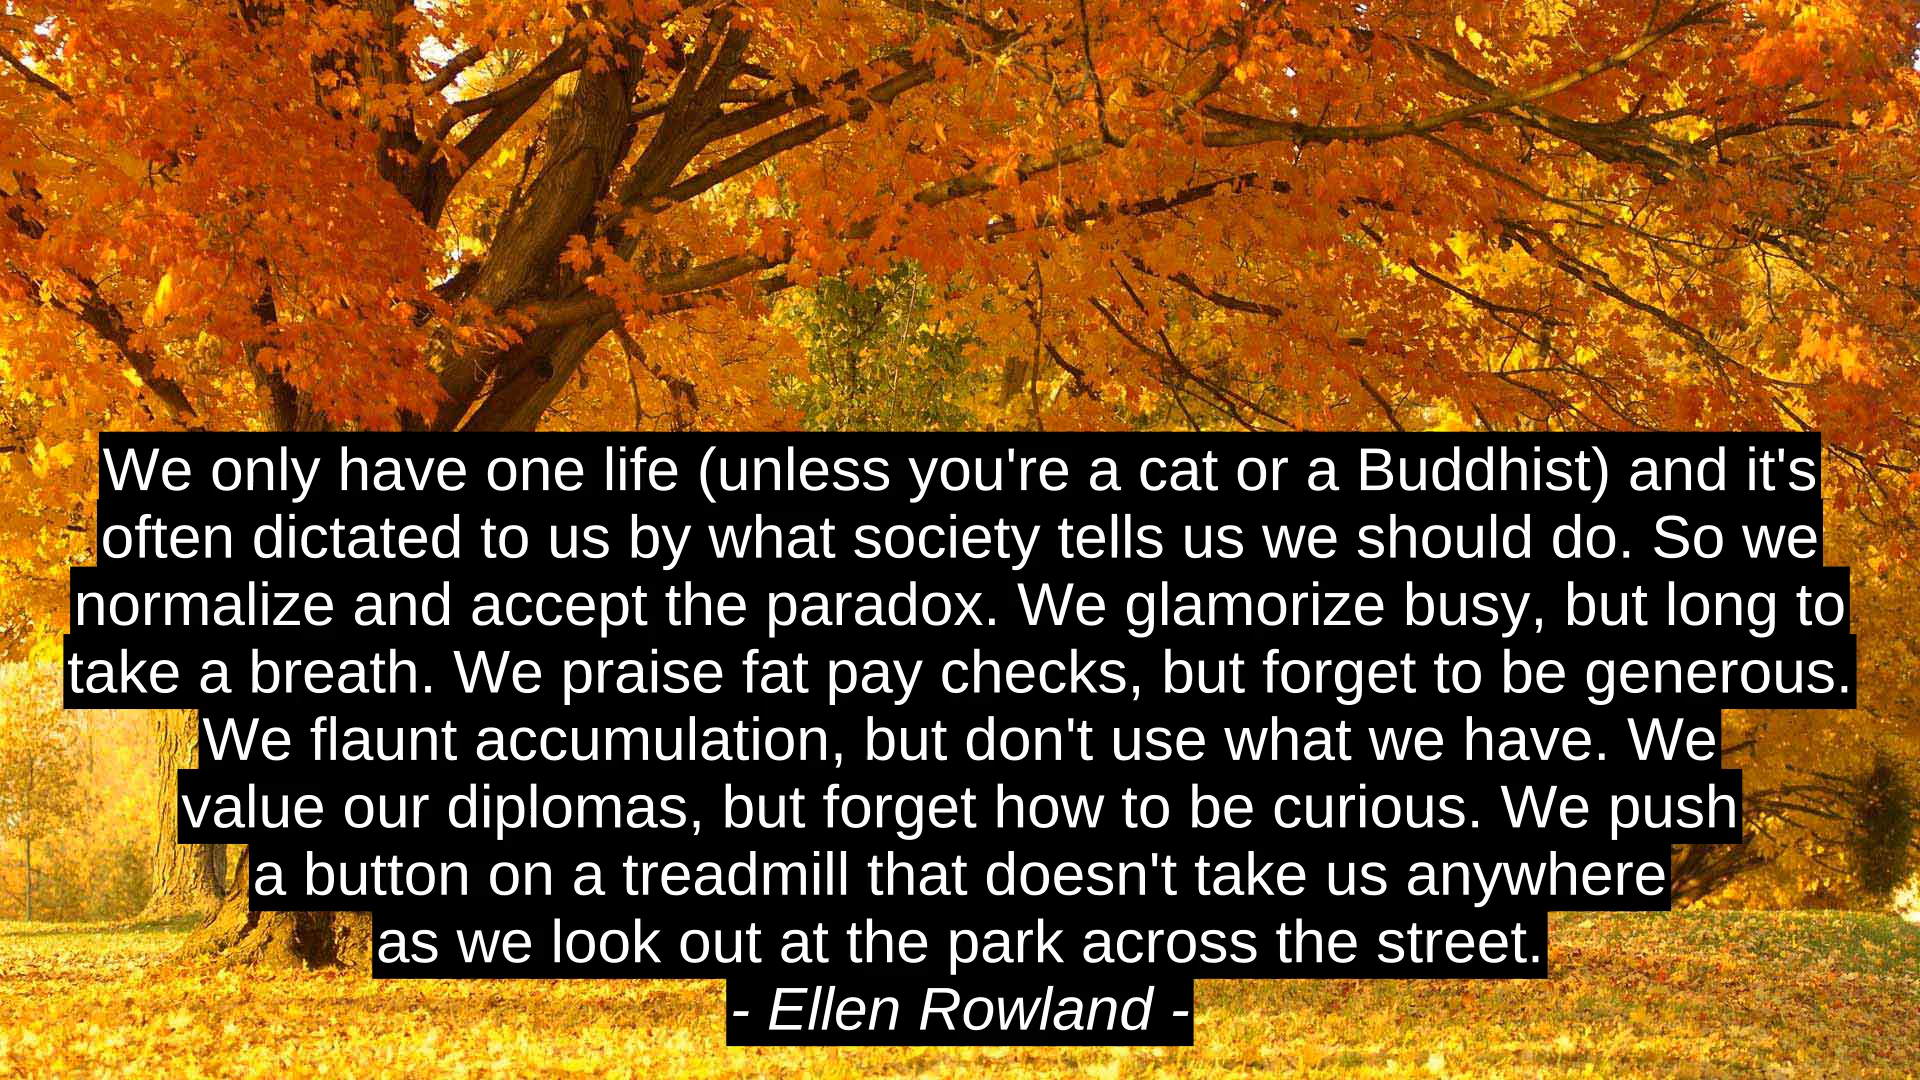 We only have one life (unless you're a cat or a Buddhist) and it's
often dictated to us by what society tells us we should do. So we
normalize and accept the paradox. We glamorize busy, but long to
take a breath. We praise fat pay checks, but forget to be generous.
We flaunt accumulation, but don't use what we have. We
value our diplomas, but forget how to be curious. We push
a button on a treadmill that doesn't take us anywhere
as we look out at the park across the street.
- Ellen Rowland -